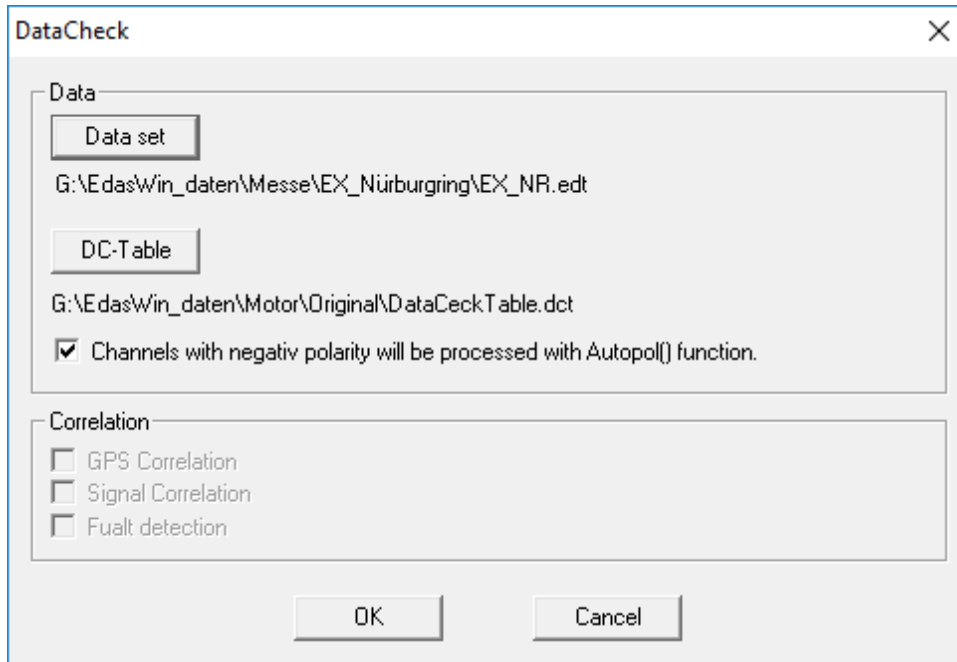 DataCheck
Data
Data set
G:\EdasWin_daten\Messe\EX_Nürburgring\EX_NR.edt
DC-Table
G:\EdasWin_daten\Motor\Original\DataCeckTable.dct
Channels with negativ polarity will be processed with Autopol() function.
Correlation
GPS Correlation
Signal Correlation
Fualt detection
OK Cancel